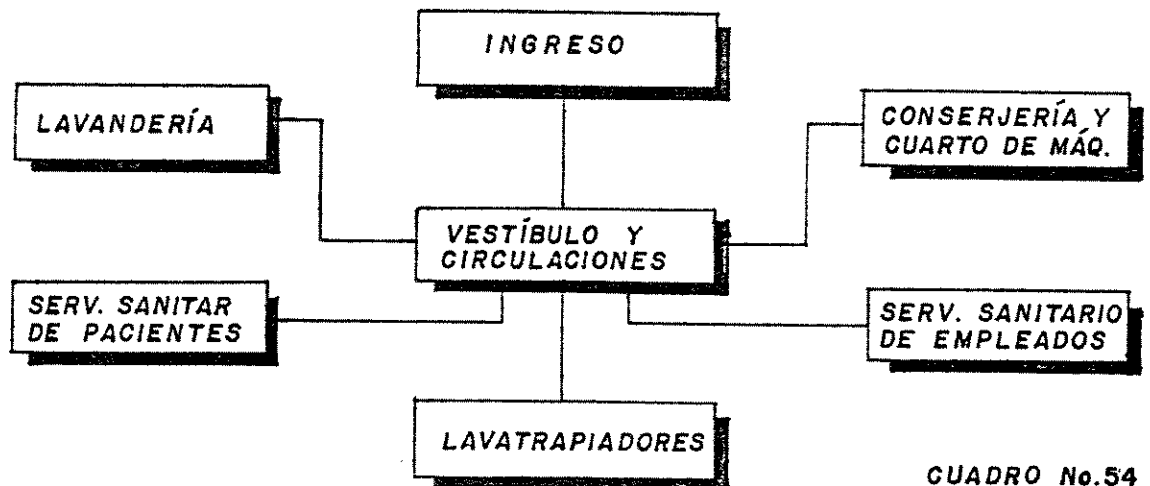 INGRESO
LAVANDERÍA
CONSERJERÍA Y
CUARTO DE MÁQ.
VESTÍBULO Y
CIRCULACIONES
SERV. SANITAR
DE PACIENTES
SERV. SANITARIO
DE EMPLEADOS
LAVATRAPIADORES
CUADRO No.54